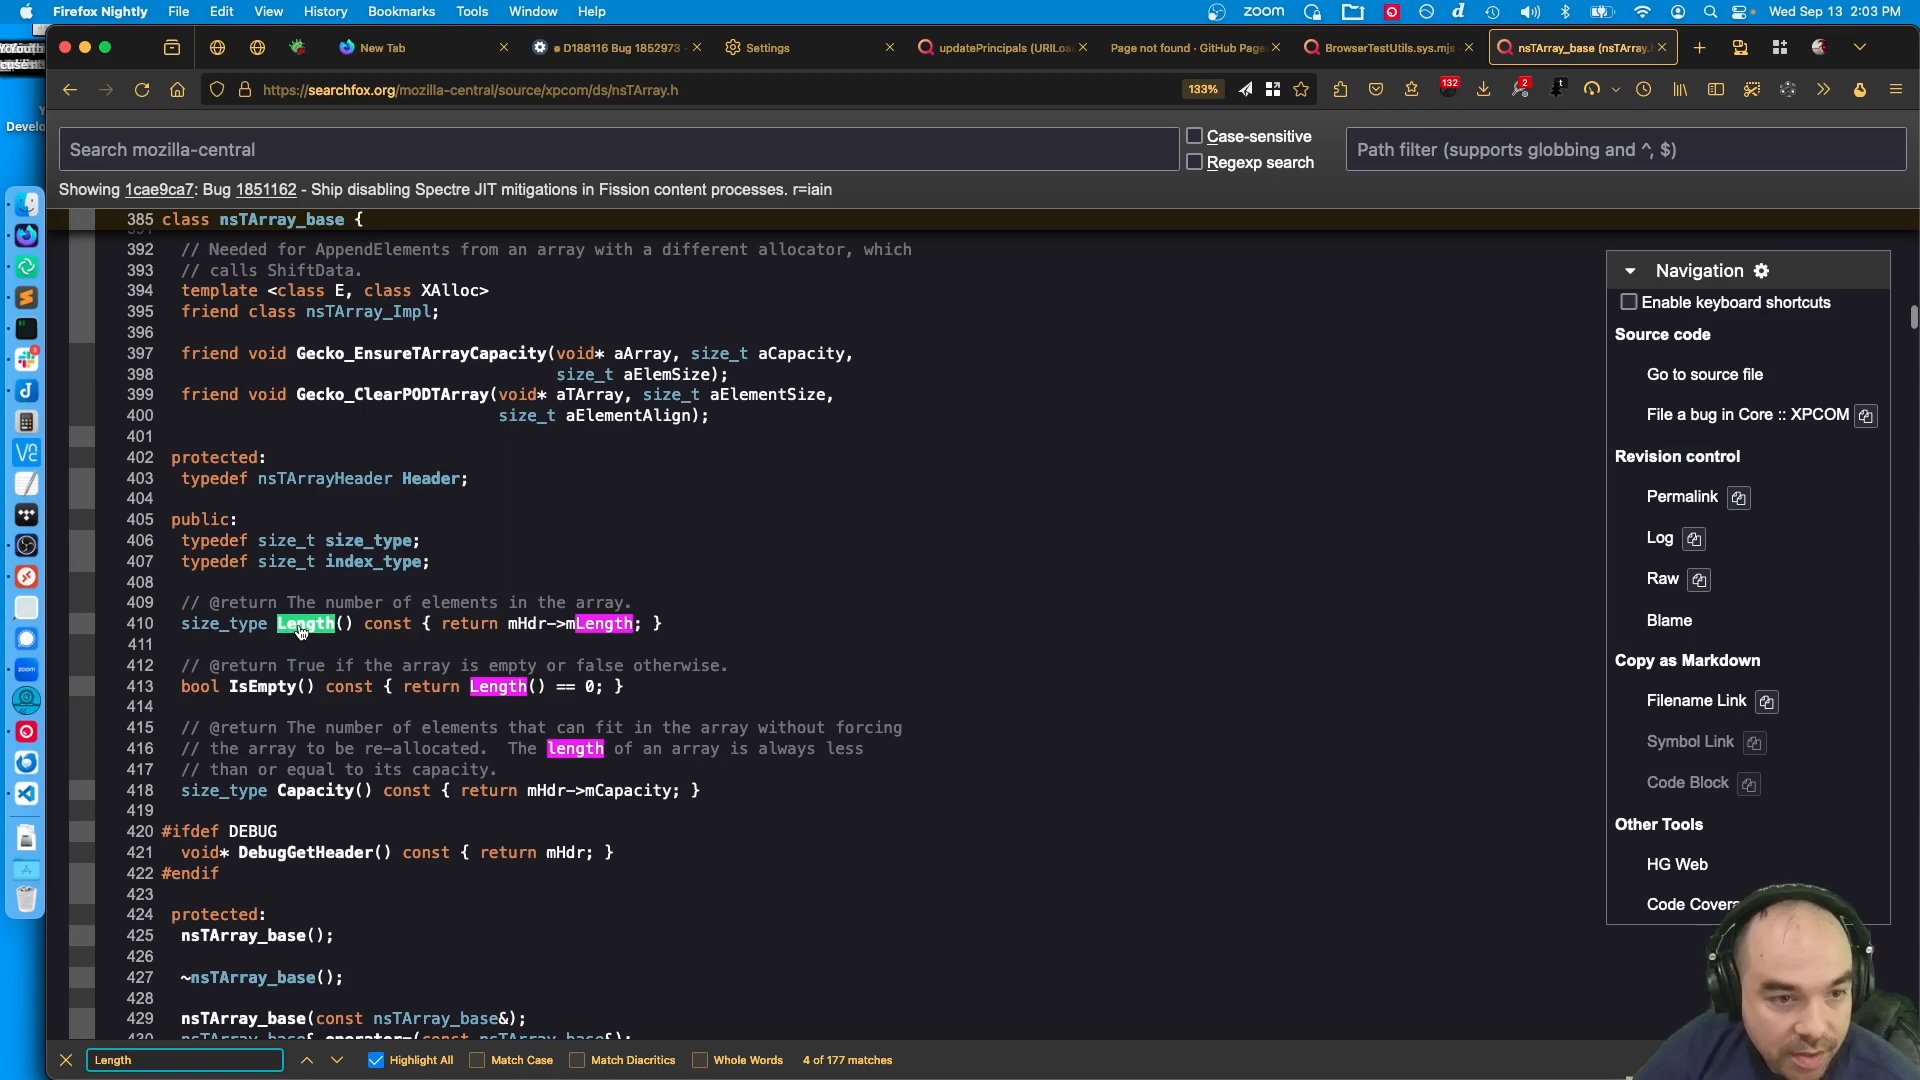 Firefox Nightly File Edit View History Bookmarks Tools Window Help
zoom
Wed Sep 13 2:03 PM
New Tab
D188116 Bug 1852973
Settings
updatePrincipals (URILoa
Page not found · GitHub Page
BrowserTestUtils.sys.mjs
nsTArray_base (nsTArray.
https://searchfox.org/mozilla-central/source/xpcom/ds/nsTArray.h
133%
132
2
Develo
Search mozilla-central
Case-sensitive
Regexp search
Path filter (supports globbing and ^, $)
Showing 1cae9ca7: Bug 1851162 - Ship disabling Spectre JIT mitigations in Fission content processes. r=iain
385 class nsTArray_base {
392 // Needed for AppendElements from an array with a different allocator, which
393 // calls ShiftData.
394 template <class E, class XAlloc>
395 friend class nsTArray_Impl;
396
397 friend void Gecko_EnsureTArrayCapacity(void* aArray, size_t aCapacity,
398 size_t aElemSize);
399 friend void Gecko_ClearPODTArray(void* aTArray, size_t aElementSize,
400 size_t aElementAlign);
401
402 protected:
403 typedef nsTArrayHeader Header;
404
405 public:
406 typedef size_t size_type;
407 typedef size_t index_type;
408
409 // @return The number of elements in the array.
410 size_type Length() const { return mHdr->mLength; }
411
412 // @return True if the array is empty or false otherwise.
413 bool IsEmpty() const { return Length() == 0; }
414
415 // @return The number of elements that can fit in the array without forcing
416 // the array to be re-allocated.  The length of an array is always less
417 // than or equal to its capacity.
418 size_type Capacity() const { return mHdr->mCapacity; }
419
420 #ifdef DEBUG
421 void* DebugGetHeader() const { return mHdr; }
422 #endif
423
424 protected:
425 nsTArray_base();
426
427 ~nsTArray_base();
428
429 nsTArray_base(const nsTArray_base&);
430 nsTArray_base& operator=(const nsTArray_base&);
Navigation
Enable keyboard shortcuts
Source code
Go to source file
File a bug in Core :: XPCOM
Revision control
Permalink
Log
Raw
Blame
Copy as Markdown
Filename Link
Symbol Link
Code Block
Other Tools
HG Web
Code Covera
zoom
Length
Highlight All
Match Case
Match Diacritics
Whole Words
4 of 177 matches